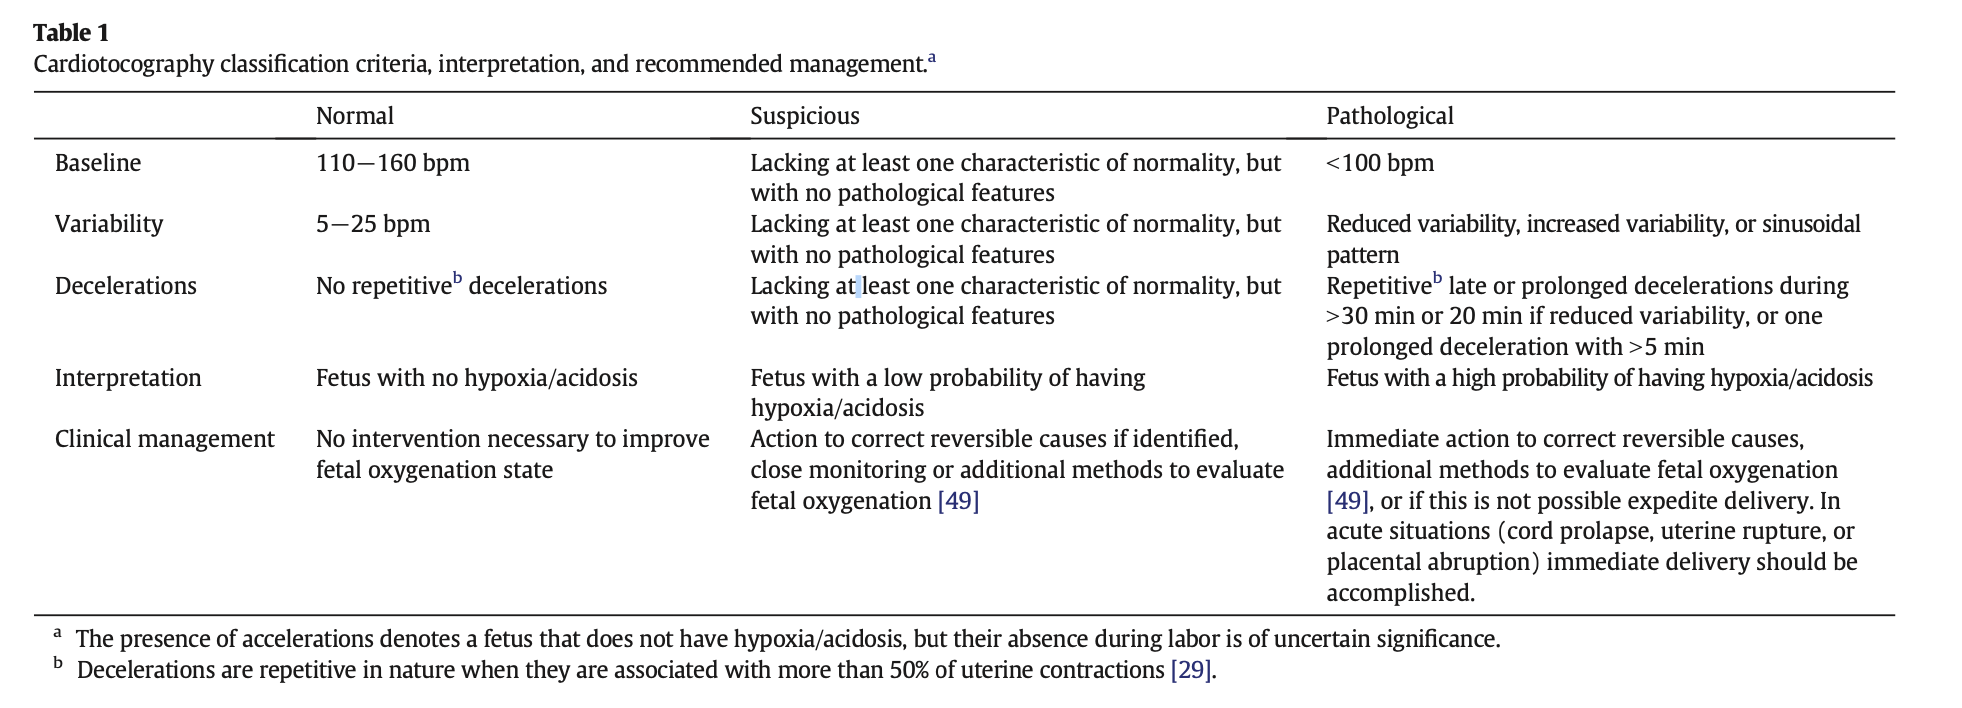 Table 1
Cardiotocography classification criteria, interpretation, and recommended management.a
Normal Suspicious Pathological
Baseline 110—160 bpm Lacking at least one characteristic of normality, but <100 bpm
with no pathological features
Variability 5—25 bpm Lacking at least one characteristic of normality, but Reduced variability, increased variability, or sinusoidal
with no pathological features pattern
Decelerations No repetitiveb decelerations Lacking at least one characteristic of normality, but Repetitiveb late or prolonged decelerations during
with no pathological features >30 min or 20 min if reduced variability, or one
prolonged deceleration with >5 min
Interpretation Fetus with no hypoxia/acidosis Fetus with a low probability of having Fetus with a high probability of having hypoxia/acidosis
hypoxia/acidosis
Clinical management No intervention necessary to improve Action to correct reversible causes if identified, Immediate action to correct reversible causes,
fetal oxygenation state close monitoring or additional methods to evaluate additional methods to evaluate fetal oxygenation
fetal oxygenation [49] [49], or if this is not possible expedite delivery. In
acute situations (cord prolapse, uterine rupture, or
placental abruption) immediate delivery should be
accomplished.
a The presence of accelerations denotes a fetus that does not have hypoxia/acidosis, but their absence during labor is of uncertain significance.
b Decelerations are repetitive in nature when they are associated with more than 50% of uterine contractions [29].